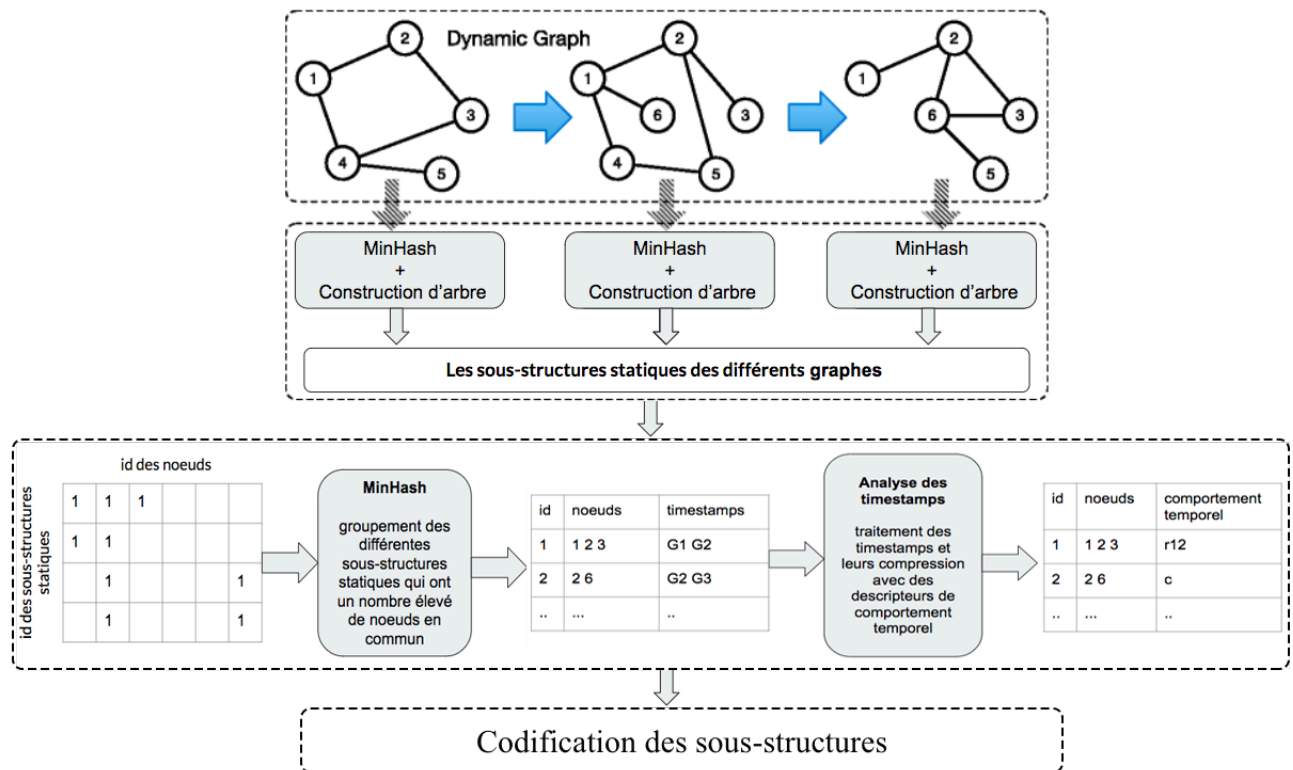 Dynamic Graph
2
1
3
4
5
2
1
6
3
4
5
2
1
6
3
5
MinHash
+
Construction d'arbre
MinHash
+
Construction d'arbre
MinHash
+
Construction d'arbre
Les sous-structures statiques des différents graphes
id des noeuds
id des sous-structures
statiques
1 1 1
1 1
1 1
1 1
MinHash
groupement des
différentes
sous-structures
statiques qui ont
un nombre élevé
de noeuds en
commun
id noeuds timestamps
1 1 2 3 G1 G2
2 2 6 G2 G3
.. ... ..
Analyse des
timestamps
traitement des
timestamps et
leurs compression
avec des
descripteurs de
comportement
temporel
id noeuds comportement
temporel
1 1 2 3 r12
2 2 6 c
.. ... ..
Codification des sous-structures